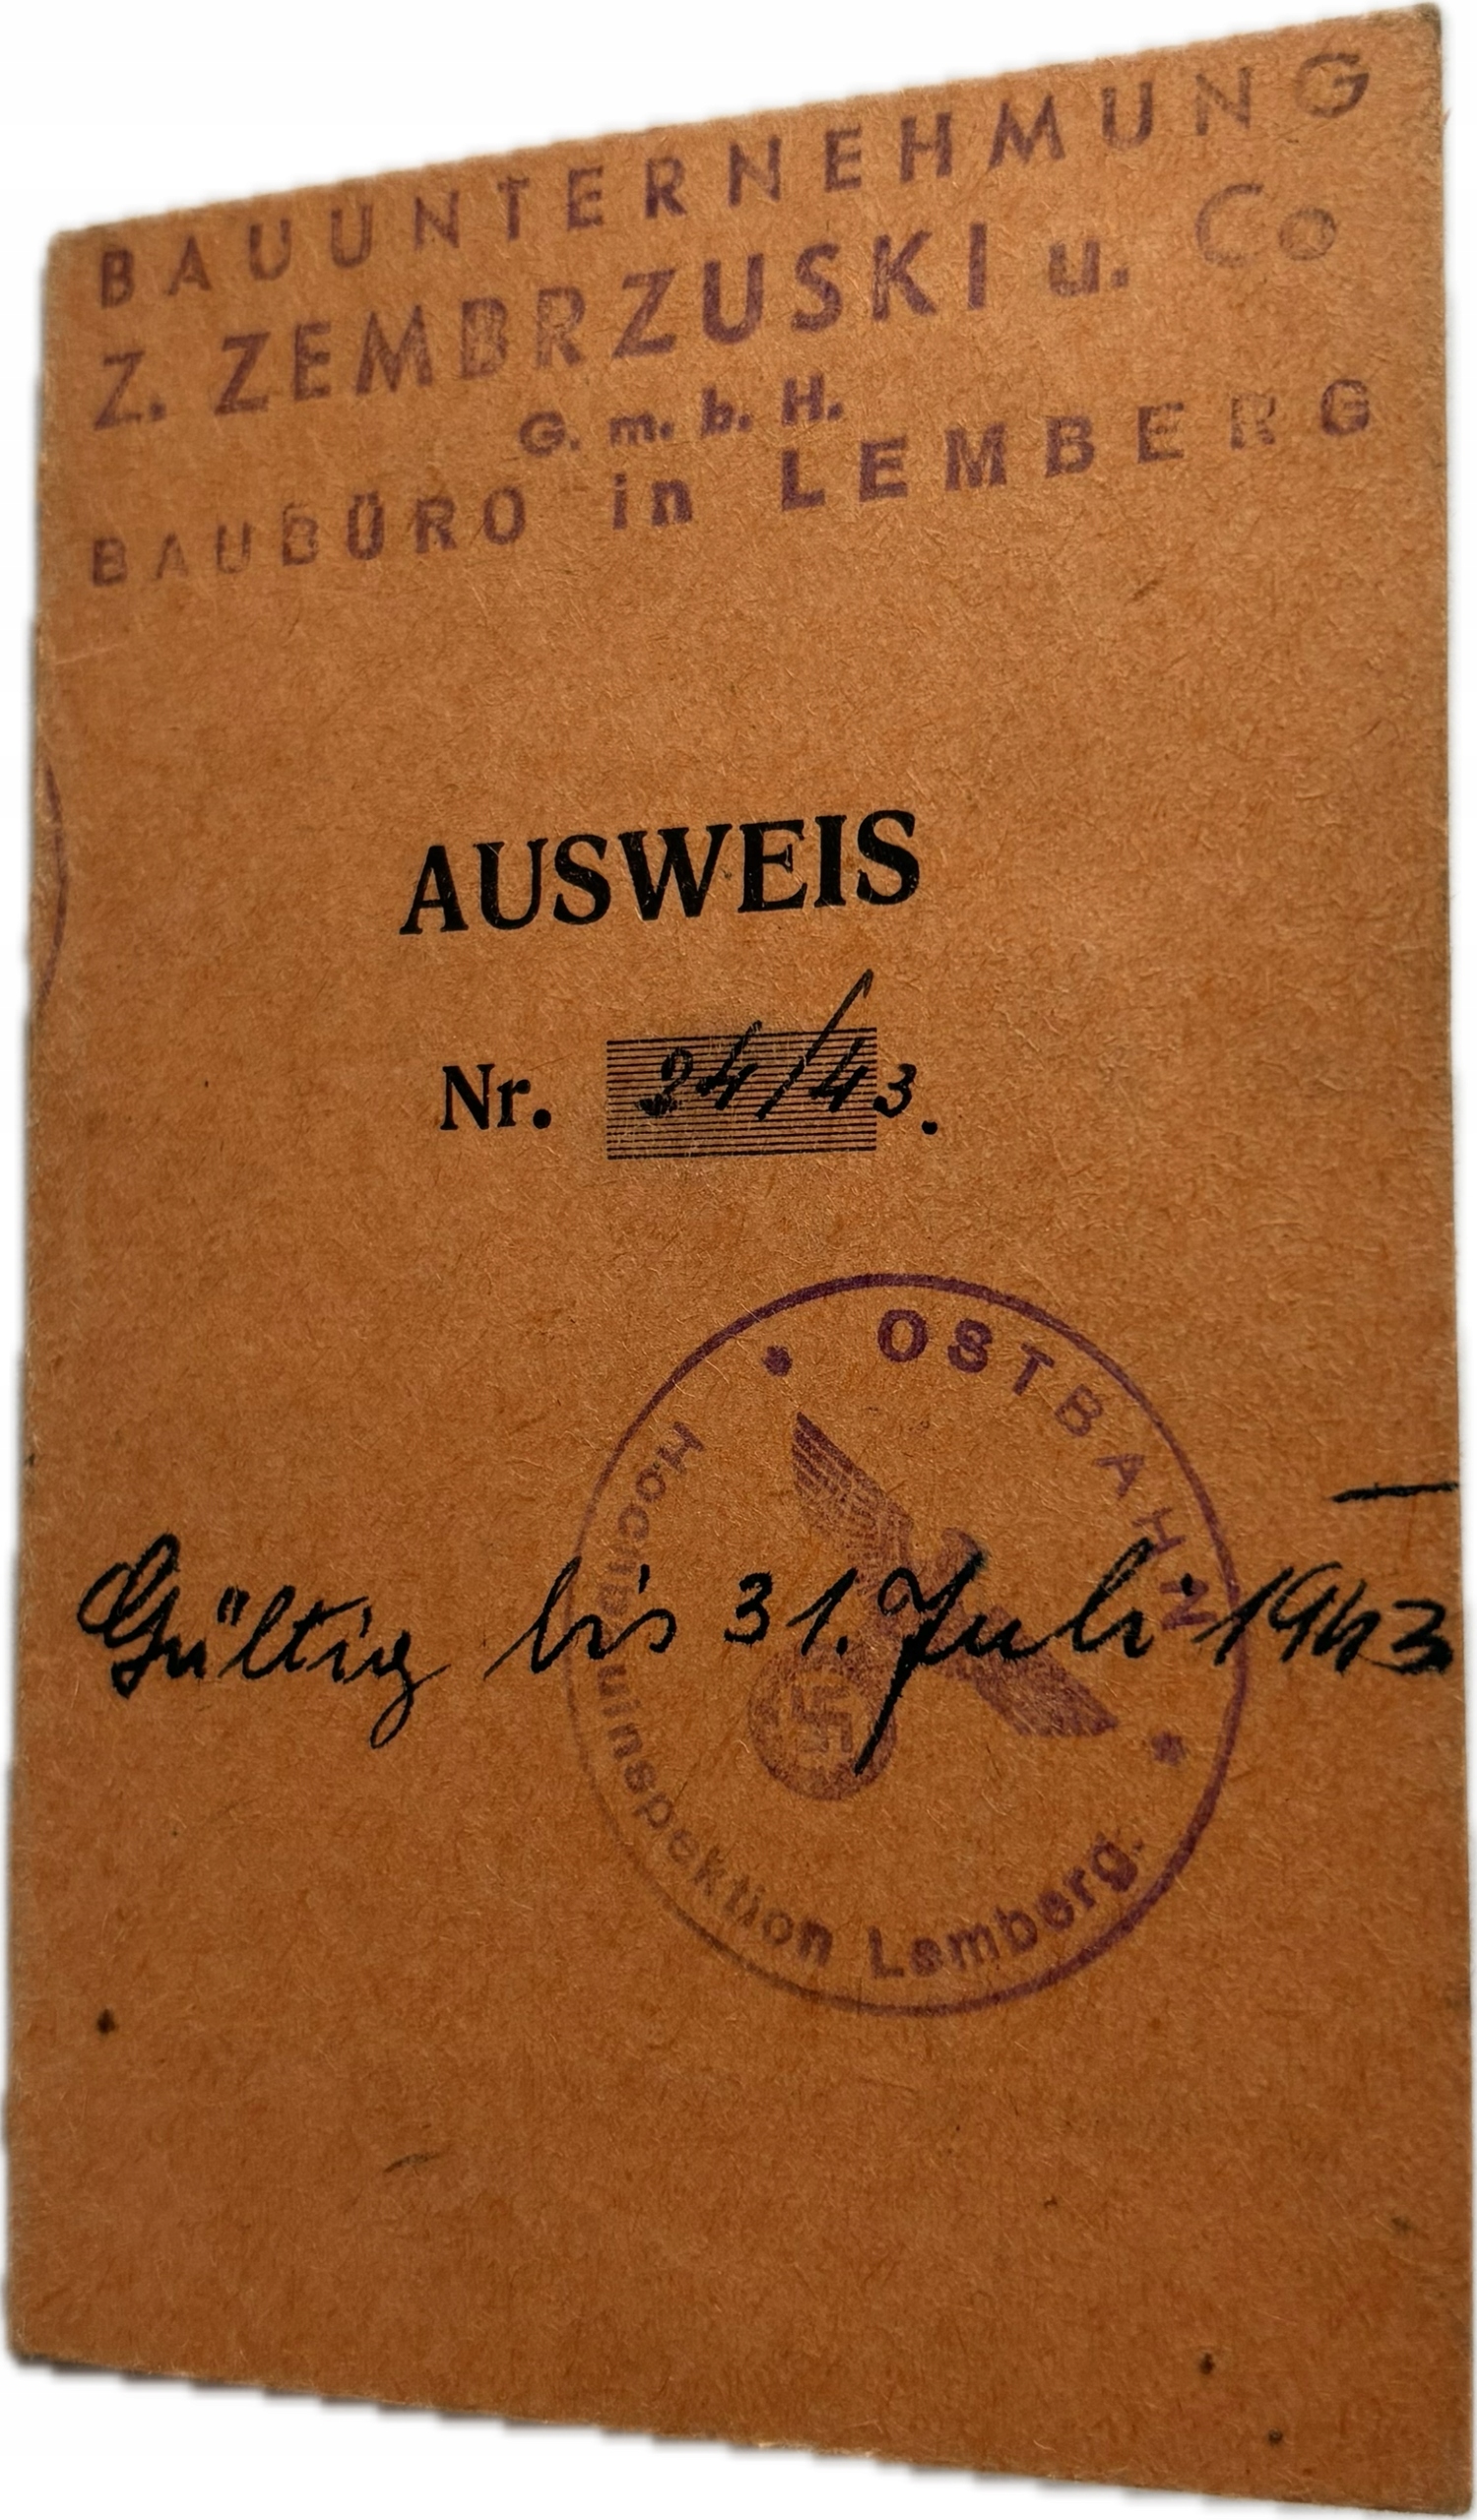 BAUUNTERNEHMUNG
Z. ZEMBRZUSKI u. Co
G. m. b. H.
BAUBÜRO in LEMBERG
AUSWEIS
Nr. 24/43.
OSTBAHN
Gültig bis 31. Juli 1943
Hochbauinspektion Lemberg.